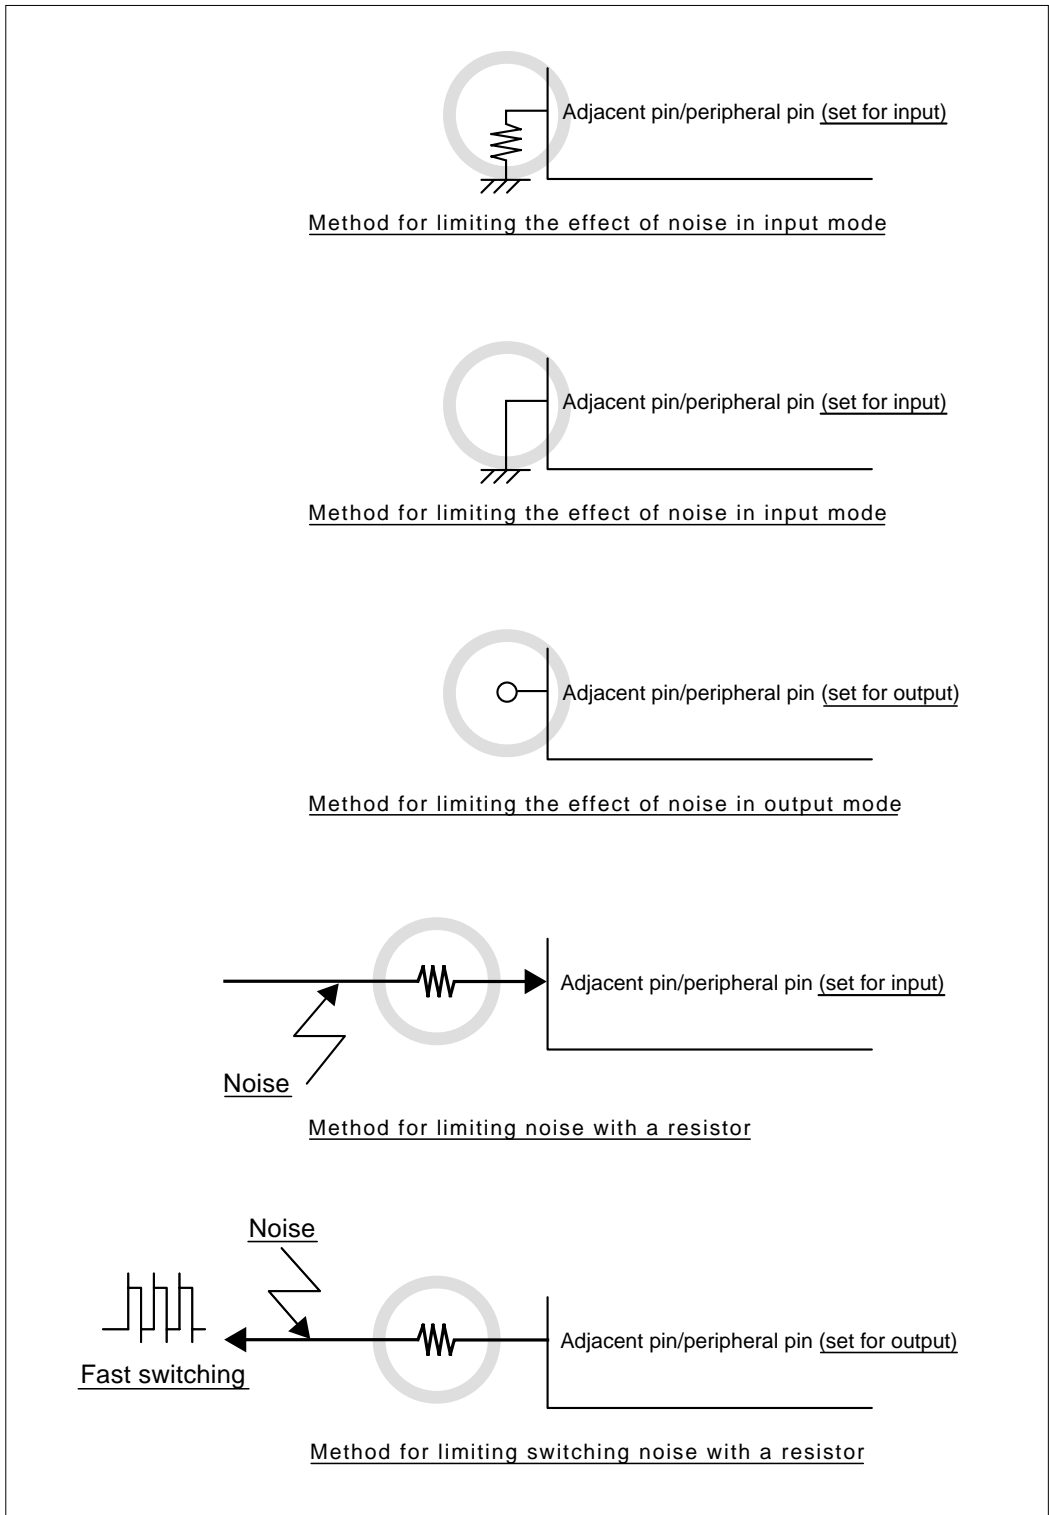 Adjacent pin/peripheral pin (set for input)
Method for limiting the effect of noise in input mode
Adjacent pin/peripheral pin (set for input)
Method for limiting the effect of noise in input mode
Adjacent pin/peripheral pin (set for output)
Method for limiting the effect of noise in output mode
Adjacent pin/peripheral pin (set for input)
Noise
Method for limiting noise with a resistor
Noise
Adjacent pin/peripheral pin (set for output)
Fast switching
Method for limiting switching noise with a resistor